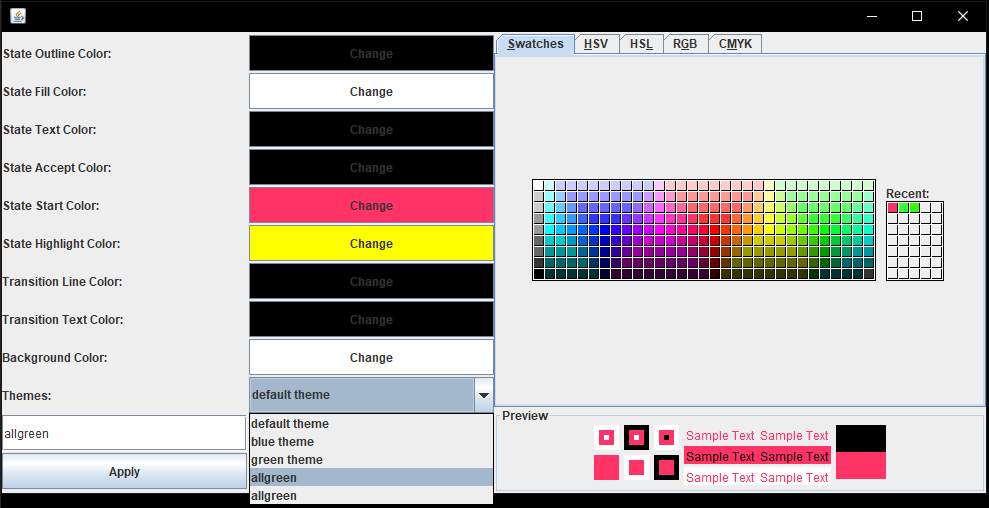 State Outline Color: Change
State Fill Color: Change
State Text Color: Change
State Accept Color: Change
State Start Color: Change
State Highlight Color: Change
Transition Line Color: Change
Transition Text Color: Change
Background Color: Change
Themes: default theme
default theme
blue theme
green theme
allgreen
allgreen
allgreen
Apply
Swatches HSV HSL RGB CMYK
Recent:
Preview
Sample Text Sample Text
Sample Text Sample Text
Sample Text Sample Text